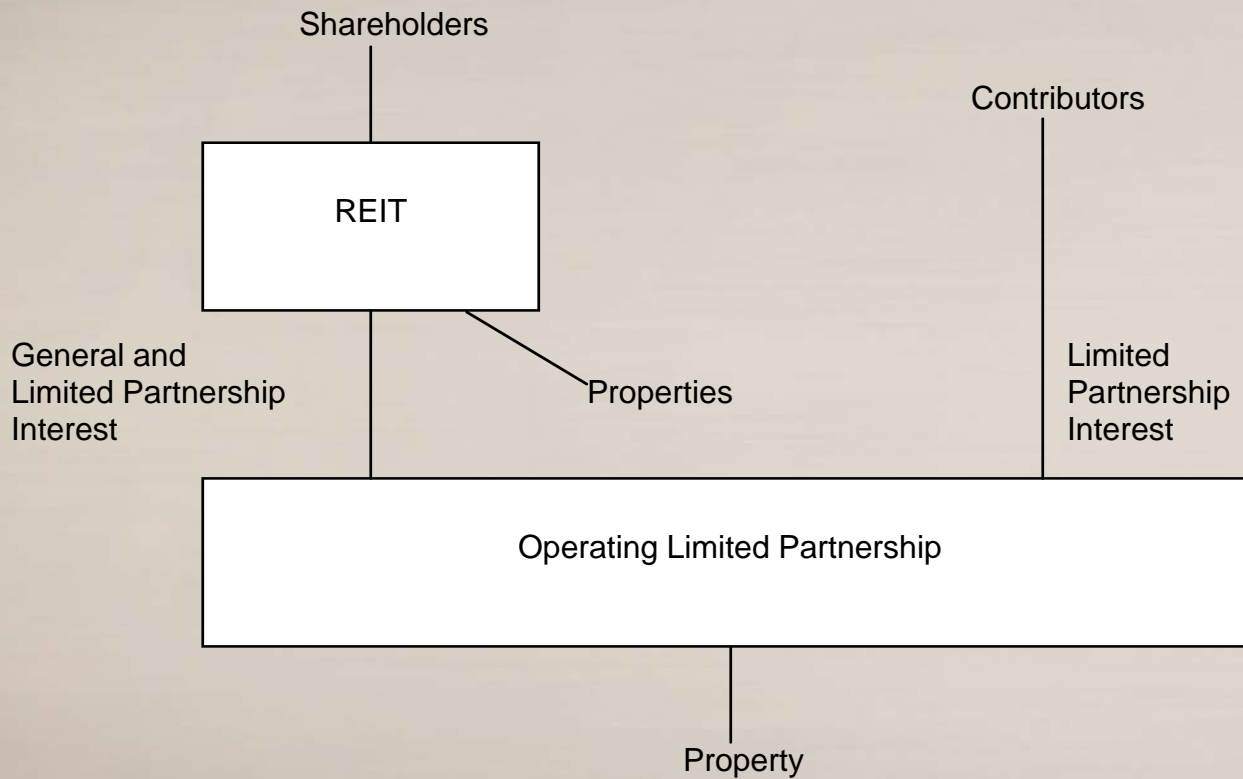 Shareholders
Contributors
REIT
General and
Limited Partnership
Interest
Properties
Limited
Partnership
Interest
Operating Limited Partnership
Property